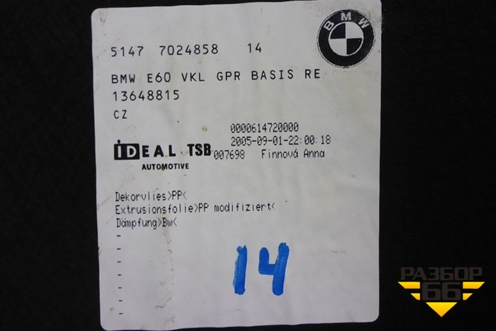 BMW
5147 7024858 14
BMW E60 VKL GPR BASIS RE
13648815
CZ
0000614720000
IDEAL TSB 2005-09-01-22:00:18
AUTOMOTIVE 007698 Finnová Anna
Dekorvlies>PP<
Extrusionsfolie>PP modifiziert<
Dämpfung>BW<
14
РАЗБОР
66